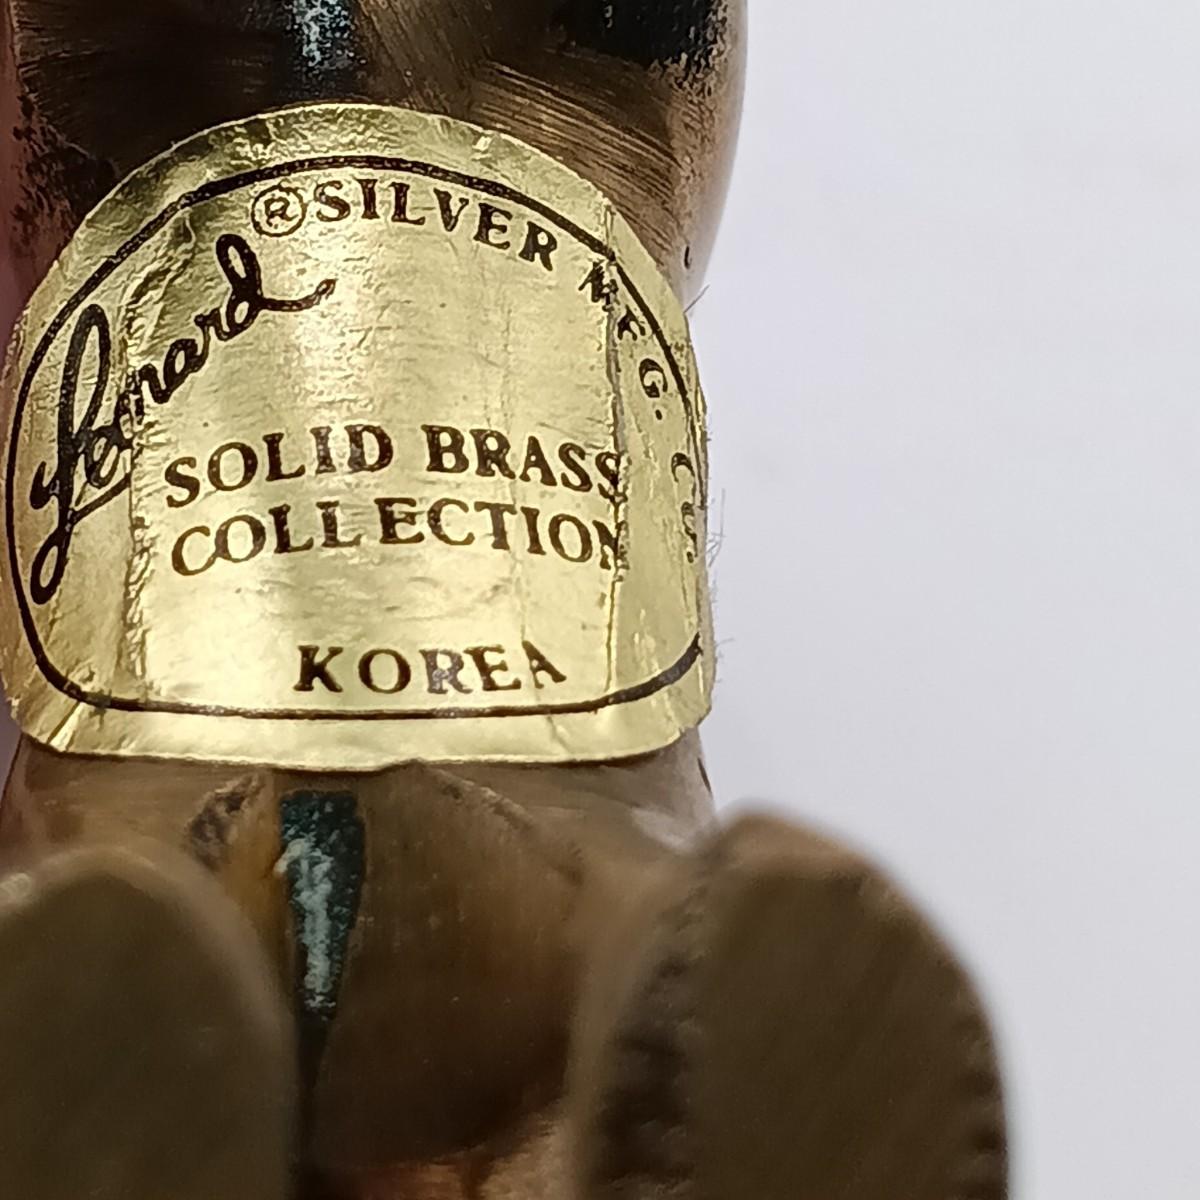 Leonard ® SILVER MFG. CO.
SOLID BRASS
COLLECTION
KOREA